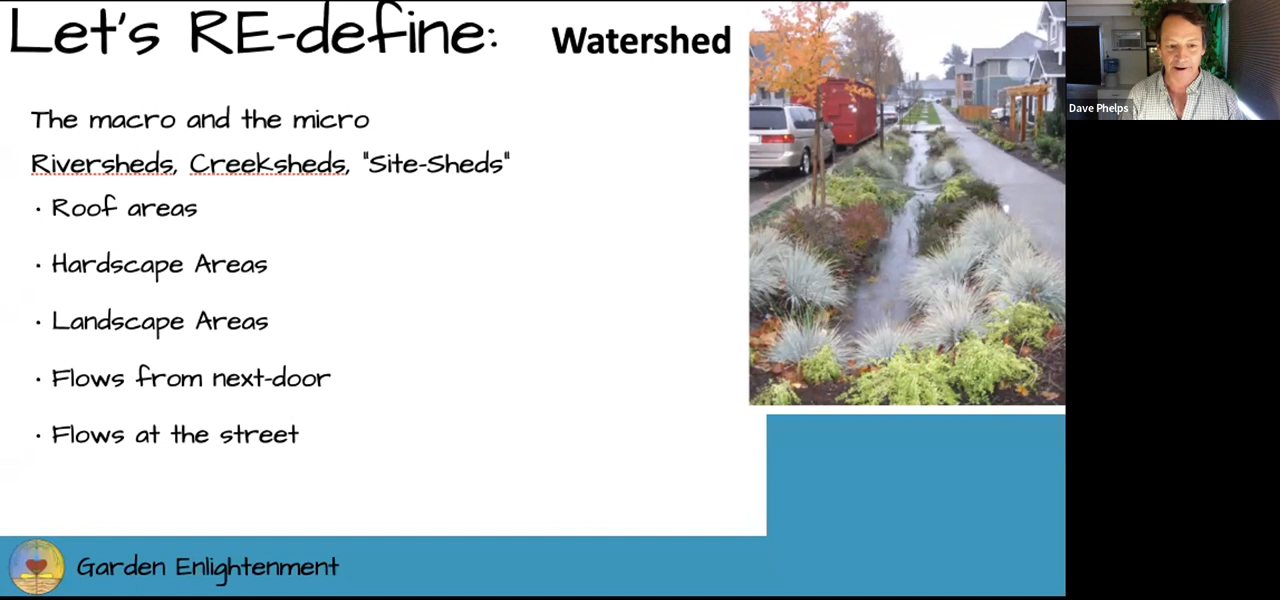 Let's RE-define:
Watershed
The macro and the micro
Riversheds, Creeksheds, "Site-Sheds"
· Roof areas
· Hardscape Areas
· Landscape Areas
· Flows from next-door
· Flows at the street
Garden Enlightenment
Dave Phelps